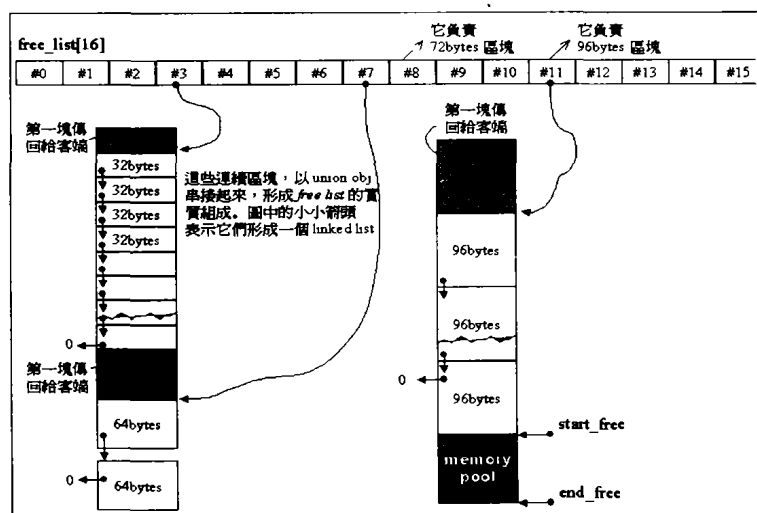 free_list[16]
它負責
72bytes 區塊
它負責
96bytes 區塊
#0 #1 #2 #3 #4 #5 #6 #7 #8 #9 #10 #11 #12 #13 #14 #15
第一塊傳
回給客端
32bytes
32bytes
32bytes
32bytes
這些連續區塊，以 union obj
串接起來，形成 free list 的實
質組成。圖中的小小箭頭
表示它們形成一個 linked list
0
第一塊傳
回給客端
64bytes
0
64bytes
第一塊傳
回給客端
96bytes
96bytes
0
96bytes
start_free
memory
pool
end_free